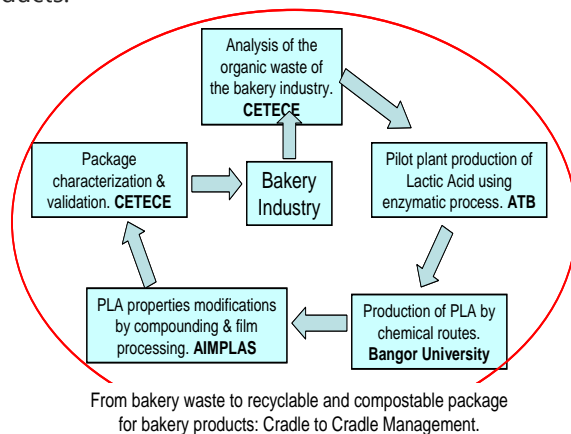 oducts.
Analysis of the
organic waste of
the bakery industry.
CETECE
Package
characterization &
validation. CETECE
Bakery
Industry
Pilot plant production of
Lactic Acid using
enzymatic process. ATB
PLA properties modifications
by compounding & film
processing. AIMPLAS
Production of PLA by
chemical routes.
Bangor University
From bakery waste to recyclable and compostable package
for bakery products: Cradle to Cradle Management.